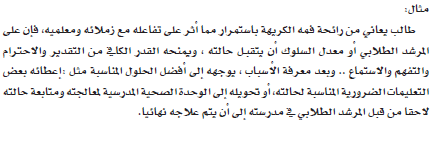 مثال:
طالب يعاني من رائحة فمه الكريهة باستمرار مما أثر على تفاعله مع زملائه ومعلميه، فإن على
المرشد الطلابي أو معدل السلوك أن يتقبل حالته ، ويمنحه القدر الكافي من التقدير والاحترام
والتفهم والاستماع .. وبعد معرفة الأسباب ، يوجهه إلى أفضل الحلول المناسبة مثل :إعطائه بعض
التعليمات الضرورية المناسبة لحالته، أو تحويله إلى الوحدة الصحية المدرسية لمعالجته ومتابعة حالته
لاحقا من قبل المرشد الطلابي في مدرسته إلى أن يتم علاجه نهائيا.